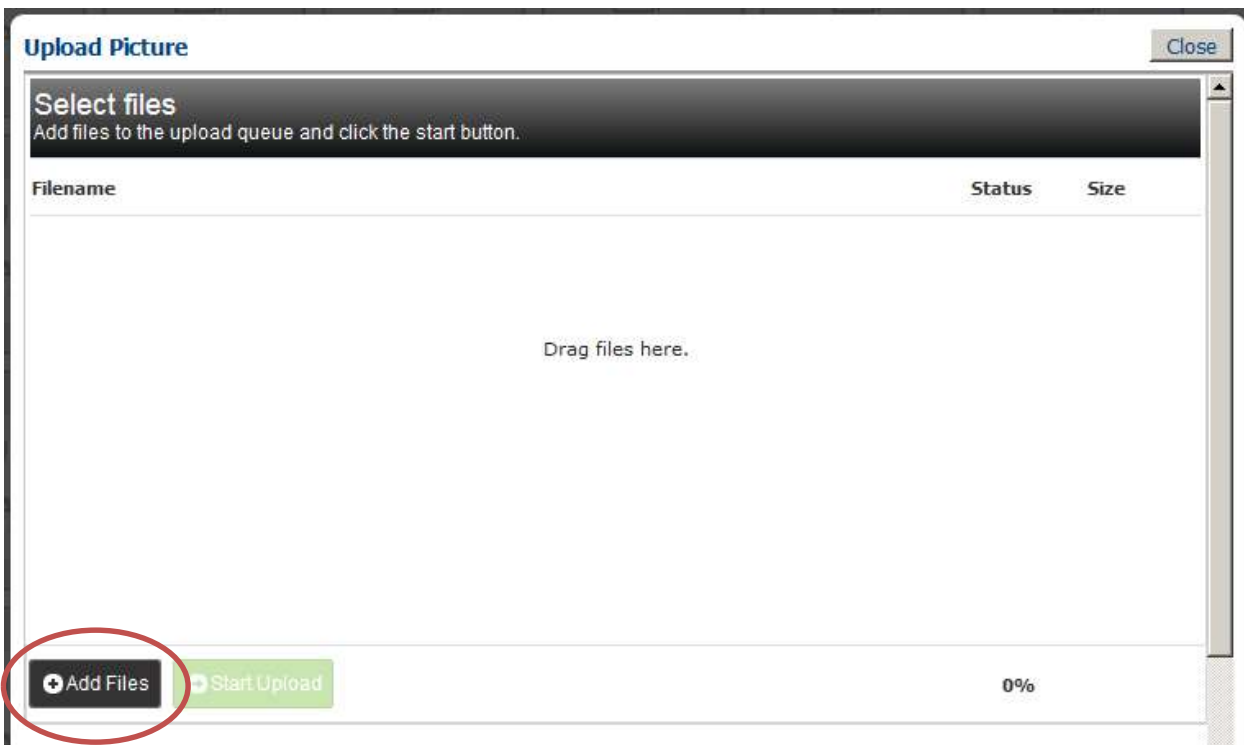 Upload Picture
Close
Select files
Add files to the upload queue and click the start button.
Filename Status Size
Drag files here.
Add Files Start Upload 0%